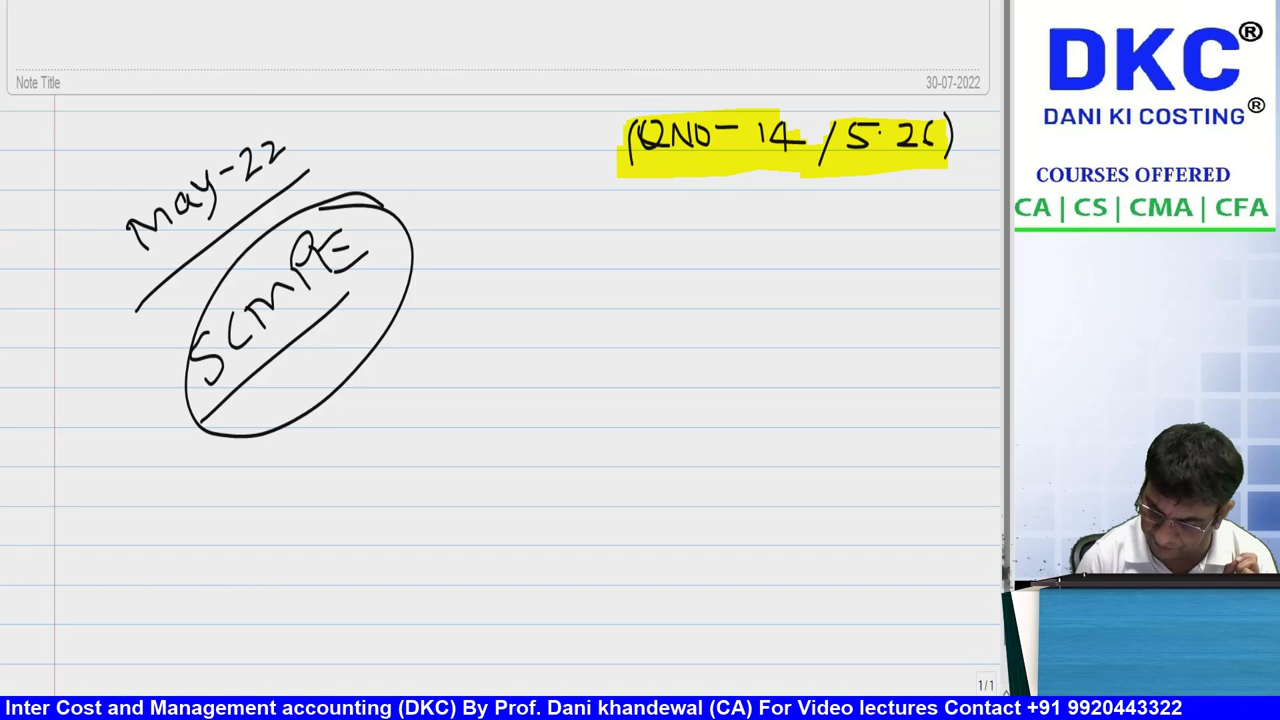 Note Title
30-07-2022
(QNO- 14 / 5.26)
May-22
SCMPE
1/1
DKC®
DANI KI COSTING®
COURSES OFFERED
CA | CS | CMA | CFA
Inter Cost and Management accounting (DKC) By Prof. Dani khandewal (CA) For Video lectures Contact +91 9920443322